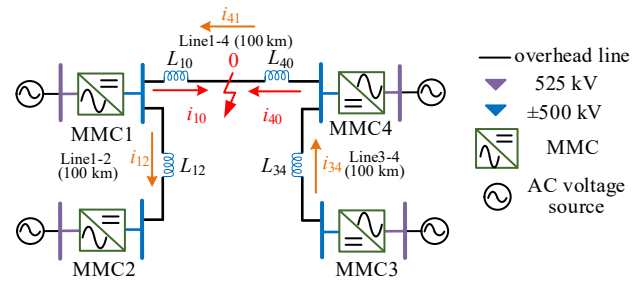 i41
Line1-4 (100 km)
L10
0
L40
i10
i40
MMC1
MMC4
Line1-2
(100 km)
i12
L12
L34
i34
Line3-4
(100 km)
MMC2
MMC3
overhead line
525 kV
±500 kV
MMC
AC voltage
source